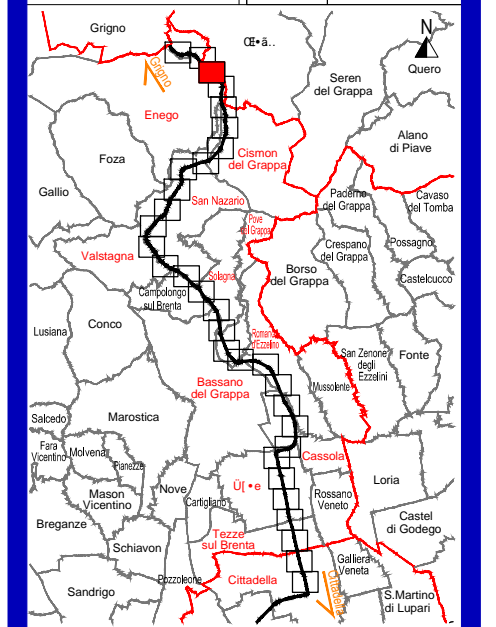 Grigno
N
Quero
Grigno
Seren
del Grappa
Enego
Alano
di Piave
Cismon
del Grappa
Foza
Gallio
San Nazario
Paderno
del Grappa
Cavaso
del Tomba
Pove
del Grappa
Crespano
del Grappa
Possagno
Valstagna
Solagna
Borso
del Grappa
Castelcucco
Campolongo
sul Brenta
Lusiana
Conco
Romano
d'Ezzelino
San Zenone
degli
Ezzelini
Fonte
Bassano
del Grappa
Mussolente
Salcedo
Marostica
Fara
Vicentino
Molvena
Pianezze
Cassola
Loria
Mason
Vicentino
Nove
Cartigliano
Rossano
Veneto
Breganze
Castel
di Godego
Schiavon
Tezze
sul Brenta
Galliera
Veneta
Pozzoleone
Cittadella
Cittadella
Sandrigo
S.Martino
di Lupari